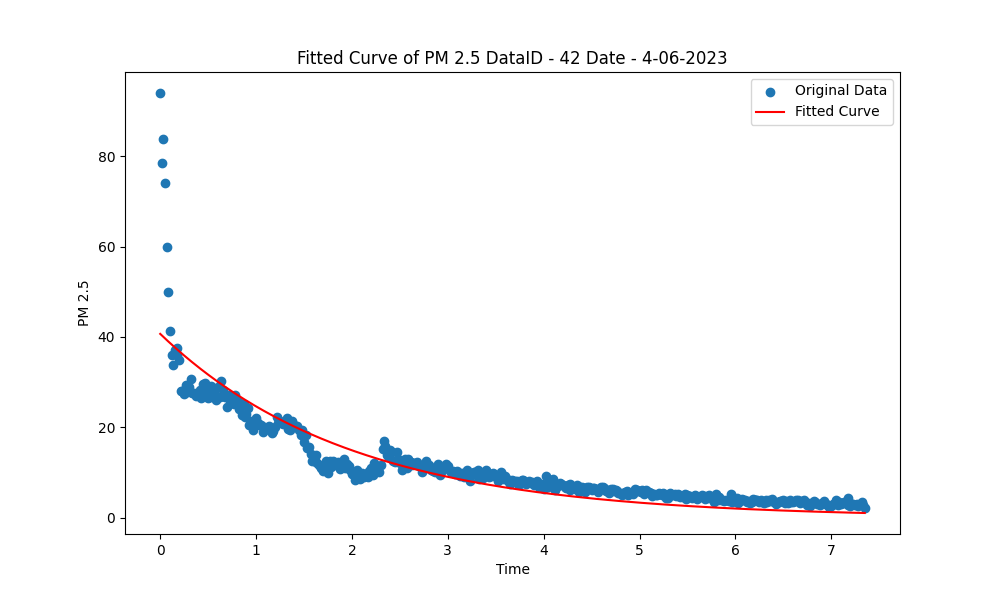 Fitted Curve of PM 2.5 DataID - 42 Date - 4-06-2023
Original Data
Fitted Curve
PM 2.5
80
60
40
20
0
0 1 2 3 4 5 6 7
Time